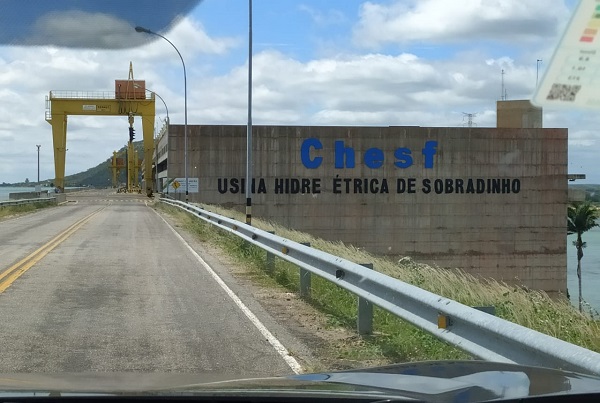 Chesf
USINA HIDRE ÉTRICA DE SOBRADINHO